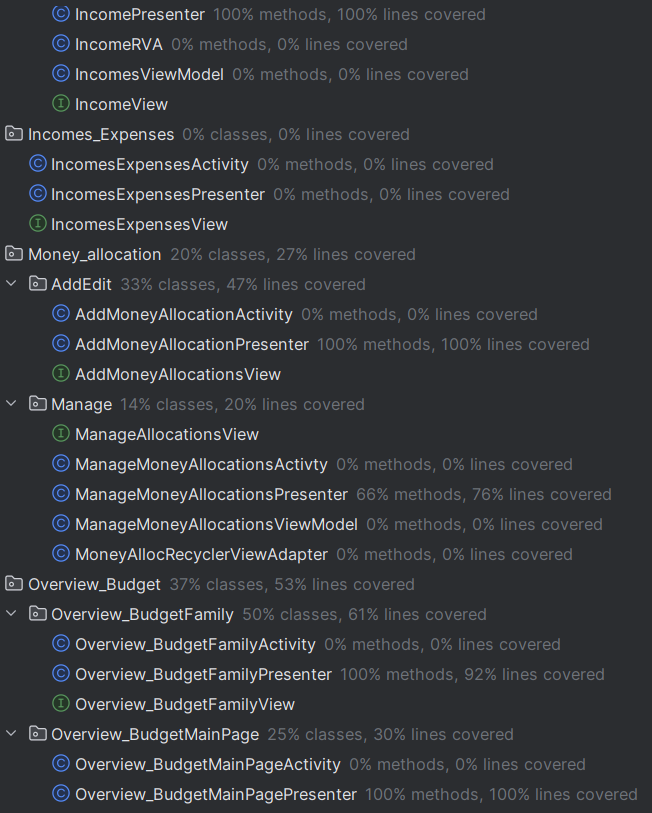 IncomePresenter 100% methods, 100% lines covered
IncomeRVA 0% methods, 0% lines covered
IncomesViewModel 0% methods, 0% lines covered
IncomeView
Incomes_Expenses 0% classes, 0% lines covered
IncomesExpensesActivity 0% methods, 0% lines covered
IncomesExpensesPresenter 0% methods, 0% lines covered
IncomesExpensesView
Money_allocation 20% classes, 27% lines covered
AddEdit 33% classes, 47% lines covered
AddMoneyAllocationActivity 0% methods, 0% lines covered
AddMoneyAllocationPresenter 100% methods, 100% lines covered
AddMoneyAllocationsView
Manage 14% classes, 20% lines covered
ManageAllocationsView
ManageMoneyAllocationsActivty 0% methods, 0% lines covered
ManageMoneyAllocationsPresenter 66% methods, 76% lines covered
ManageMoneyAllocationsViewModel 0% methods, 0% lines covered
MoneyAllocRecyclerViewAdapter 0% methods, 0% lines covered
Overview_Budget 37% classes, 53% lines covered
Overview_BudgetFamily 50% classes, 61% lines covered
Overview_BudgetFamilyActivity 0% methods, 0% lines covered
Overview_BudgetFamilyPresenter 100% methods, 92% lines covered
Overview_BudgetFamilyView
Overview_BudgetMainPage 25% classes, 30% lines covered
Overview_BudgetMainPageActivity 0% methods, 0% lines covered
Overview_BudgetMainPagePresenter 100% methods, 100% lines covered